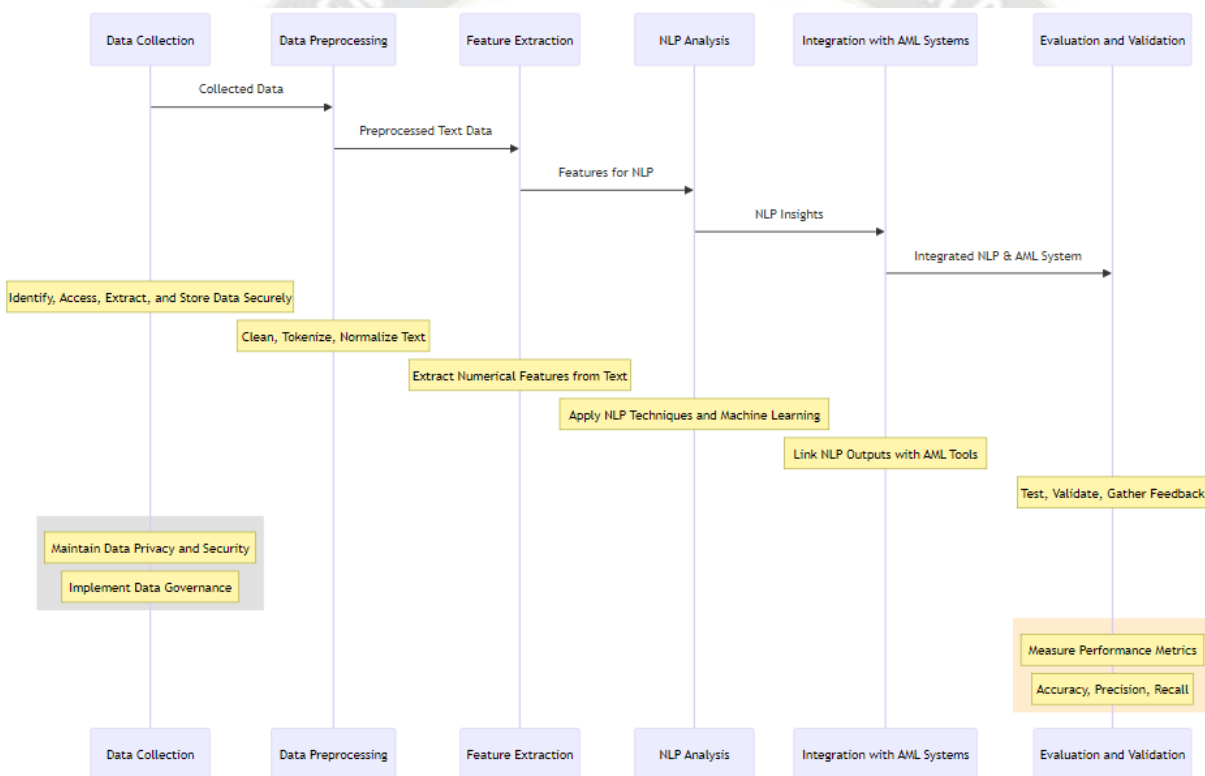 Data Collection
Data Preprocessing
Feature Extraction
NLP Analysis
Integration with AML Systems
Evaluation and Validation
Collected Data
Preprocessed Text Data
Features for NLP
NLP Insights
Integrated NLP & AML System
Identify, Access, Extract, and Store Data Securely
Clean, Tokenize, Normalize Text
Extract Numerical Features from Text
Apply NLP Techniques and Machine Learning
Link NLP Outputs with AML Tools
Test, Validate, Gather Feedback
Maintain Data Privacy and Security
Implement Data Governance
Measure Performance Metrics
Accuracy, Precision, Recall
Data Collection
Data Preprocessing
Feature Extraction
NLP Analysis
Integration with AML Systems
Evaluation and Validation